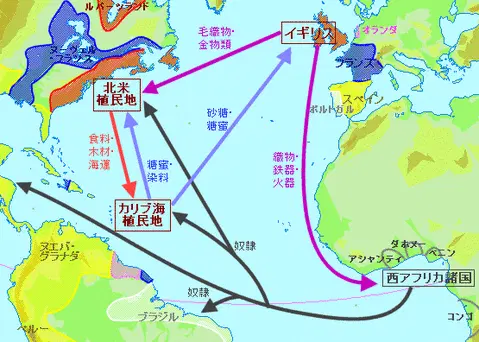 ルパーツランド
ヌーヴェル・
フランス
毛織物・
金物類
イギリス
オランダ
フランス
北米
植民地
スペイン
ポルトガル
砂糖・
糖蜜
食料・
木材・
海運
糖蜜・
染料
織物・
鉄器・
火器
カリブ海
植民地
ヌエバ・
グラナダ
奴隷
ダホメー
ベニン
アシャンティ
西アフリカ諸国
奴隷
ブラジル
コンゴ
ペルー